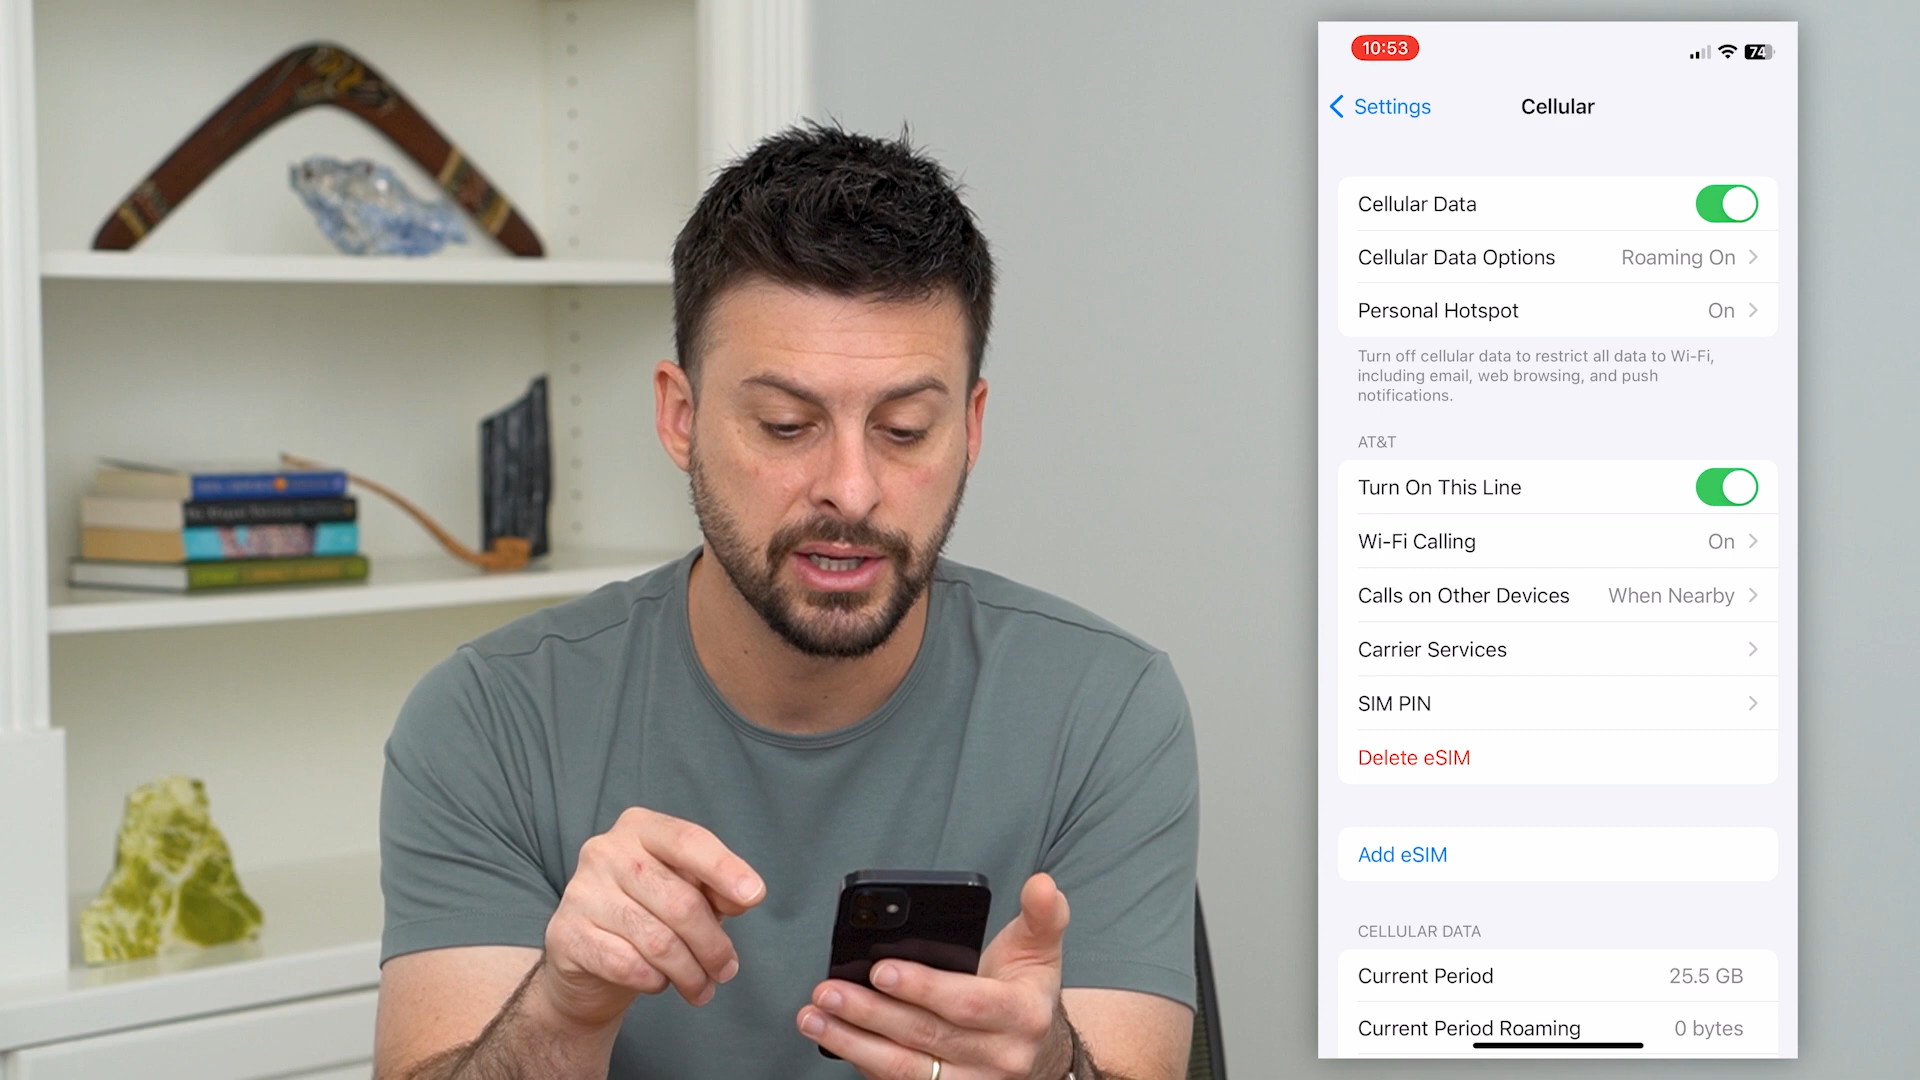 10:53
74
Settings
Cellular
Cellular Data
Cellular Data Options Roaming On
Personal Hotspot On
Turn off cellular data to restrict all data to Wi-Fi,
including email, web browsing, and push
notifications.
AT&T
Turn On This Line
Wi-Fi Calling On
Calls on Other Devices When Nearby
Carrier Services
SIM PIN
Delete eSIM
Add eSIM
CELLULAR DATA
Current Period 25.5 GB
Current Period Roaming 0 bytes